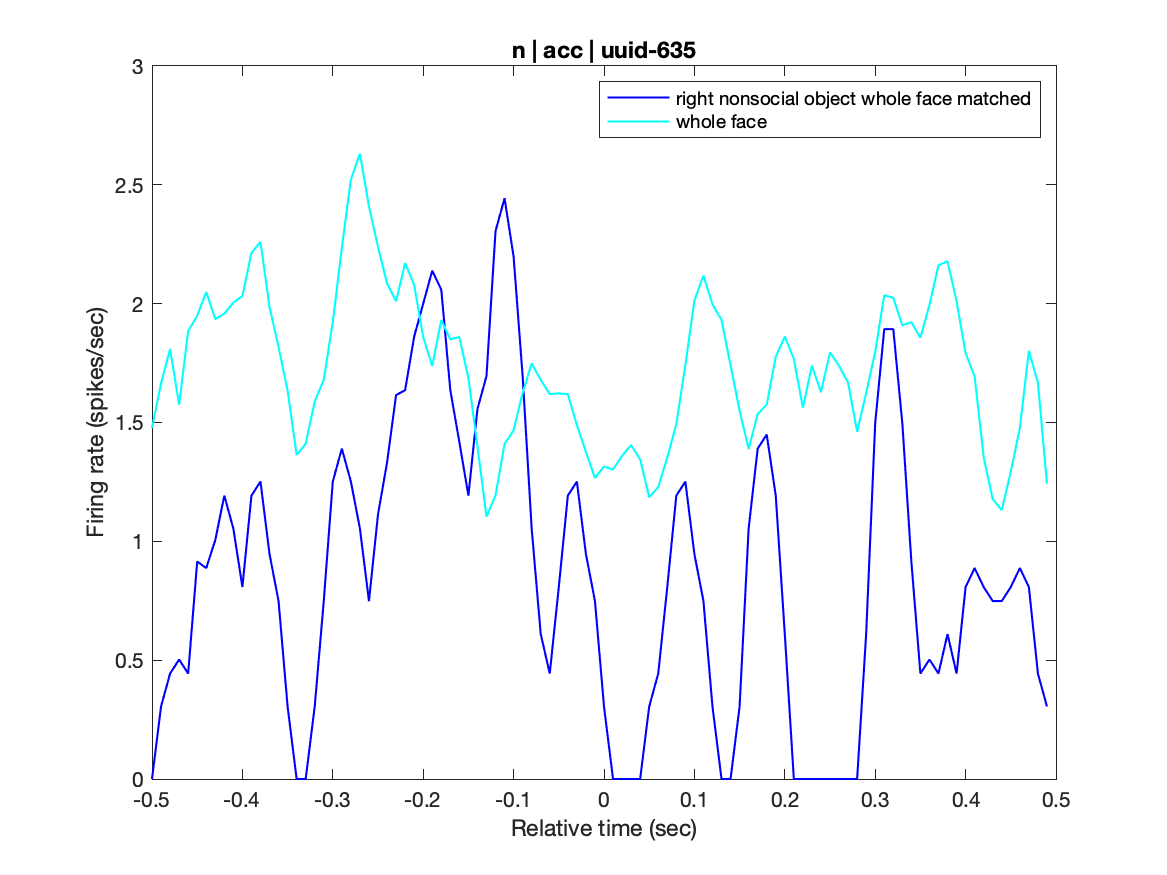 n | acc | uuid-635
right nonsocial object whole face matched
whole face
Firing rate (spikes/sec)
3
2.5
2
1.5
1
0.5
0
-0.5 -0.4 -0.3 -0.2 -0.1 0 0.1 0.2 0.3 0.4 0.5
Relative time (sec)